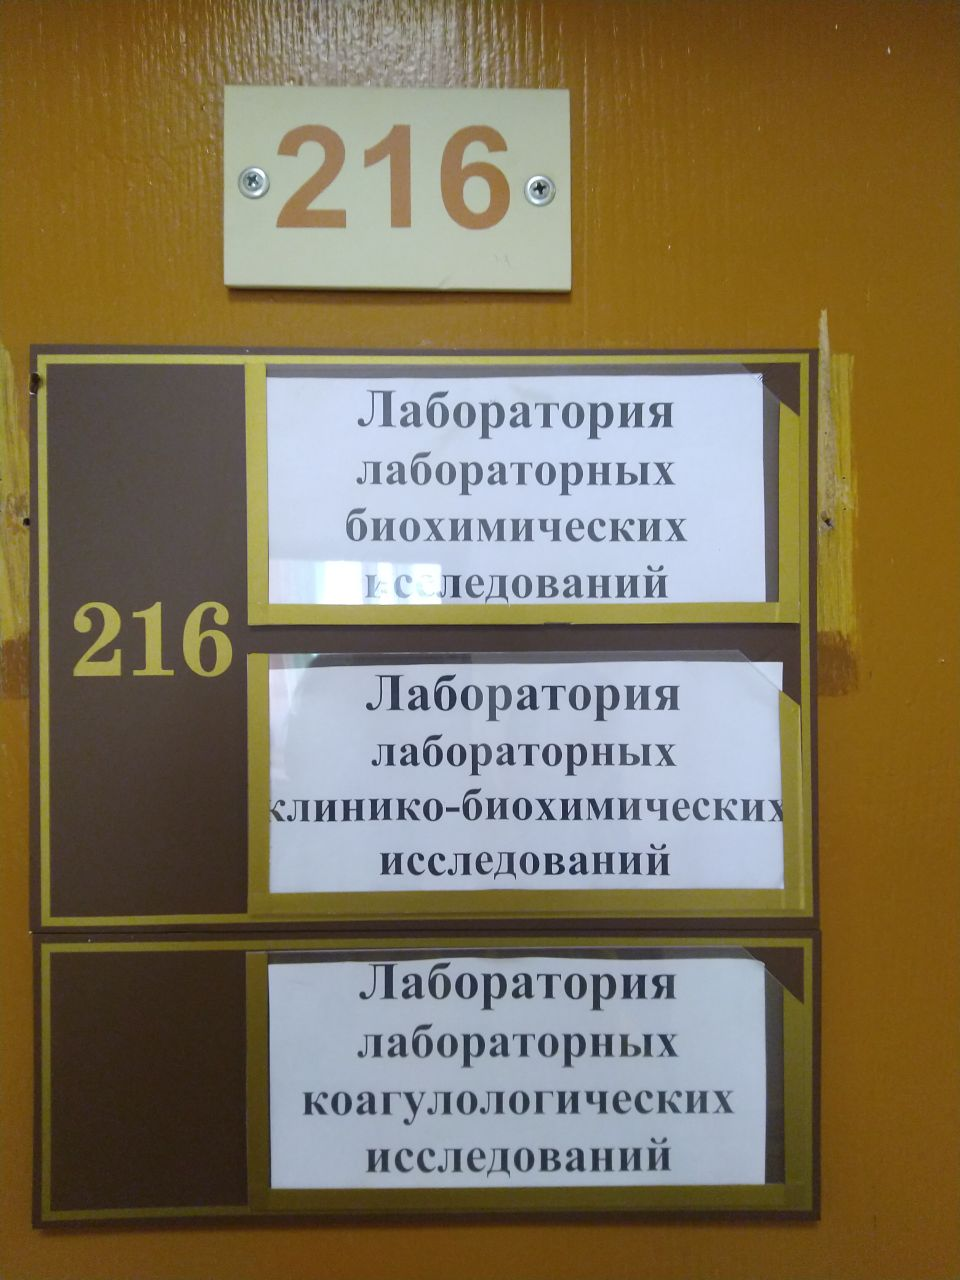 216
Лаборатория
лабораторных
биохимических
исследований
216
Лаборатория
лабораторных
клинико-биохимических
исследований
Лаборатория
лабораторных
коагулологических
исследований